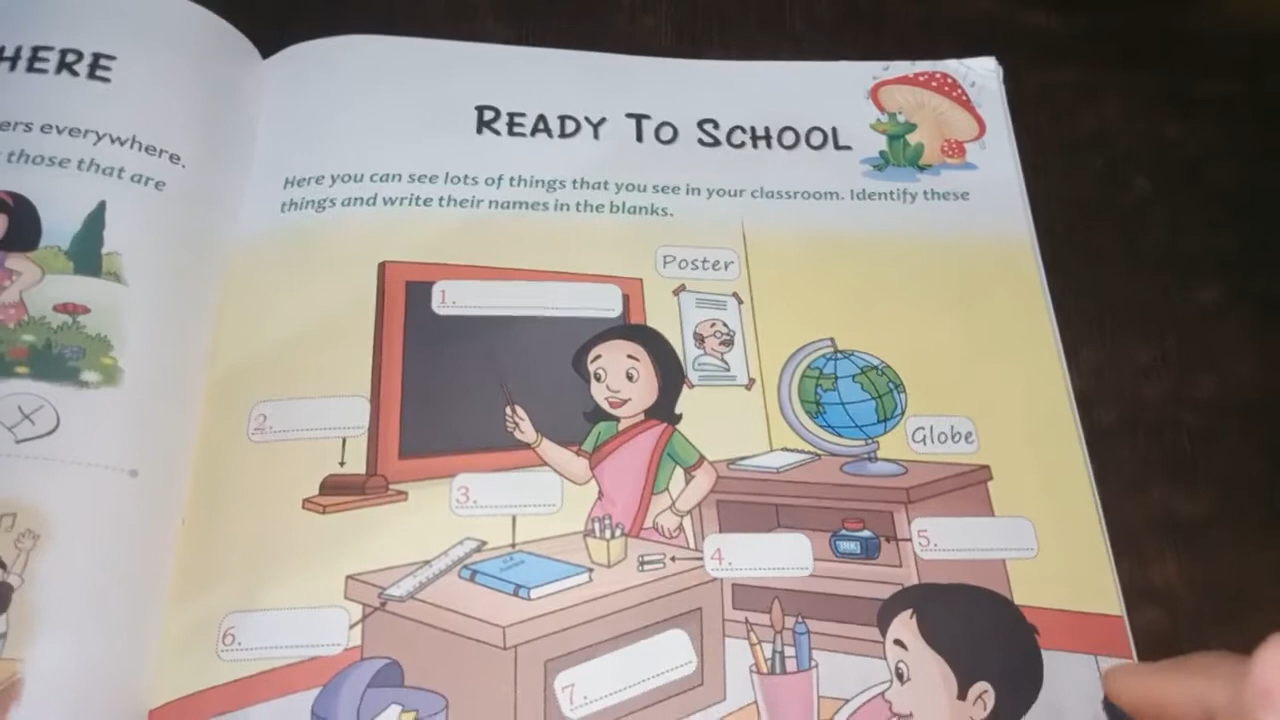 HERE
ers everywhere.
those that are
READY TO SCHOOL
Here you can see lots of things that you see in your classroom. Identify these
things and write their names in the blanks.
Poster
1.
Globe
2.
3.
5.
INK
4.
6.
7.